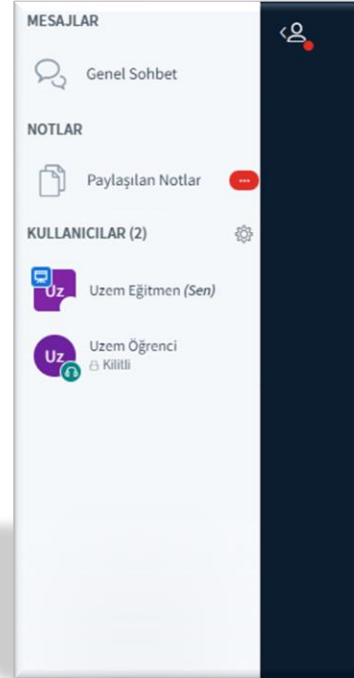 MESAJLAR
Genel Sohbet
NOTLAR
Paylaşılan Notlar
KULLANICILAR (2)
Uz
Uzem Eğitmen (Sen)
Uz
Uzem Öğrenci
Kilitli